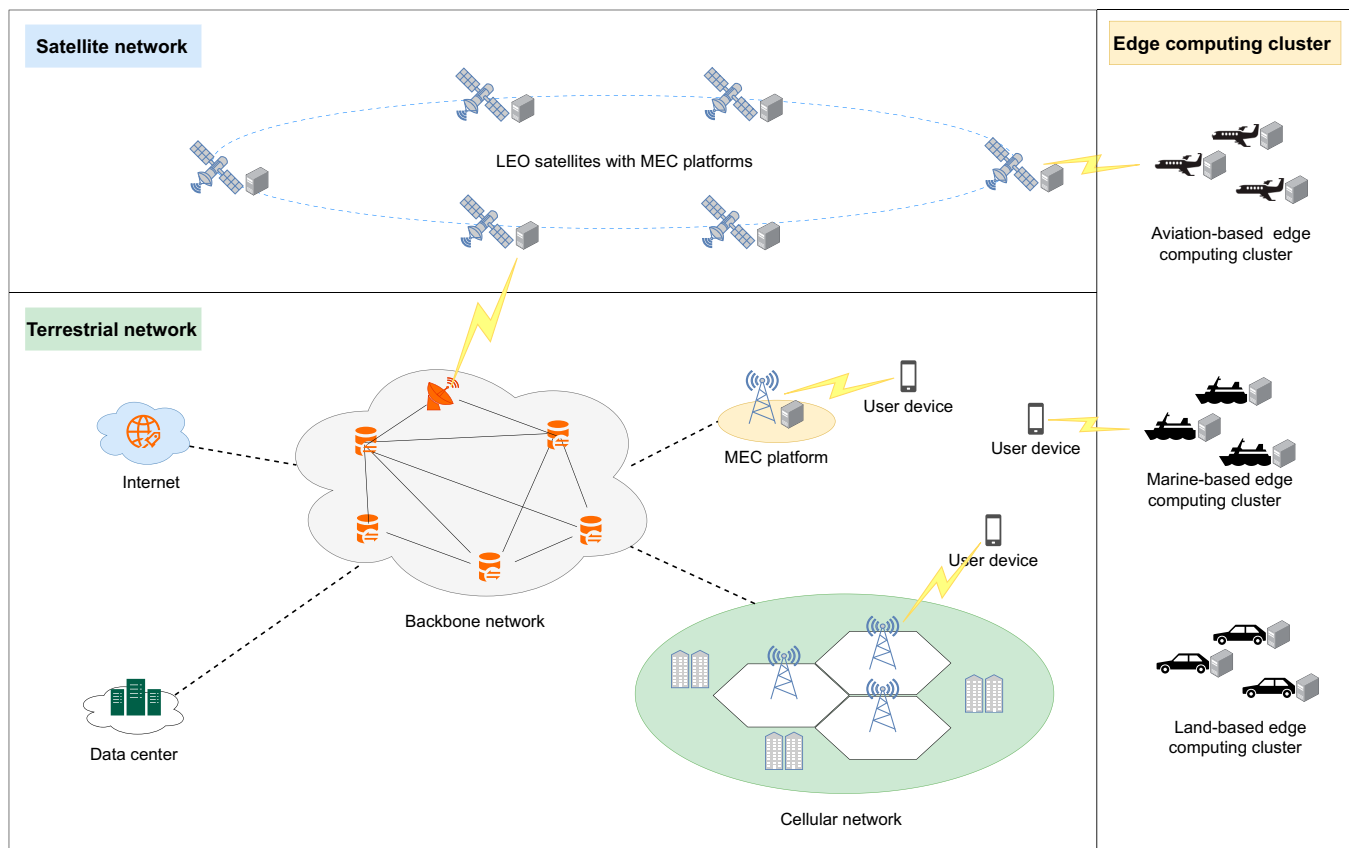 Satellite network
LEO satellites with MEC platforms
Edge computing cluster
Aviation-based edge
computing cluster
Terrestrial network
Internet
Backbone network
Data center
MEC platform
User device
User device
User device
Cellular network
Marine-based edge
computing cluster
Land-based edge
computing cluster